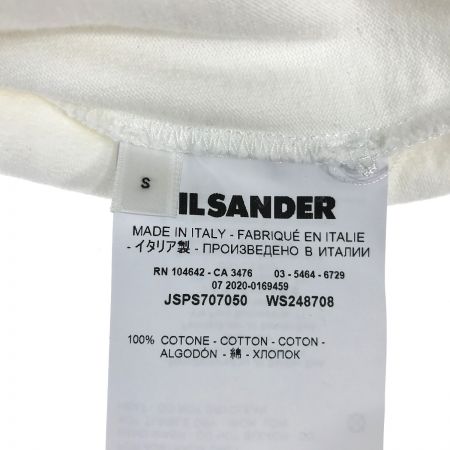 S
IL SANDER
MADE IN ITALY - FABRIQUÉ EN ITALIE
- イタリア製 - ПРОИЗВЕДЕНО В ИТАЛИИ
RN 104642 - CA 3476 03 - 5464 - 6729
07 2020-0169459
JSPS707050 WS248708
100% COTONE - COTTON - COTON -
ALGODÓN - 綿 - ХЛОПОК